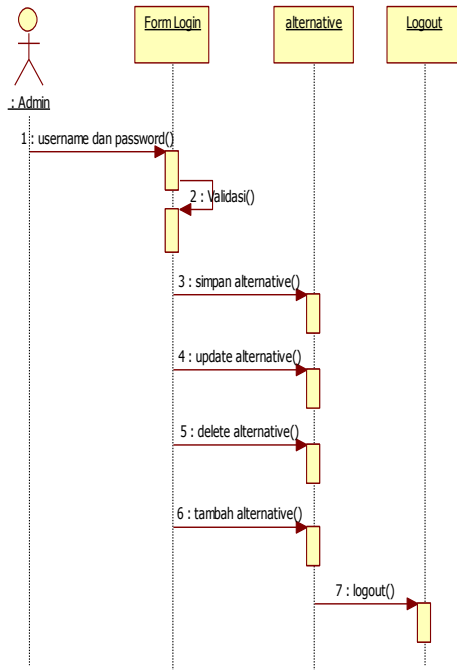 Form Login
alternative
Logout
: Admin
1 : username dan password()
2 : Validasi()
3 : simpan alternative()
4 : update alternative()
5 : delete alternative()
6 : tambah alternative()
7 : logout()